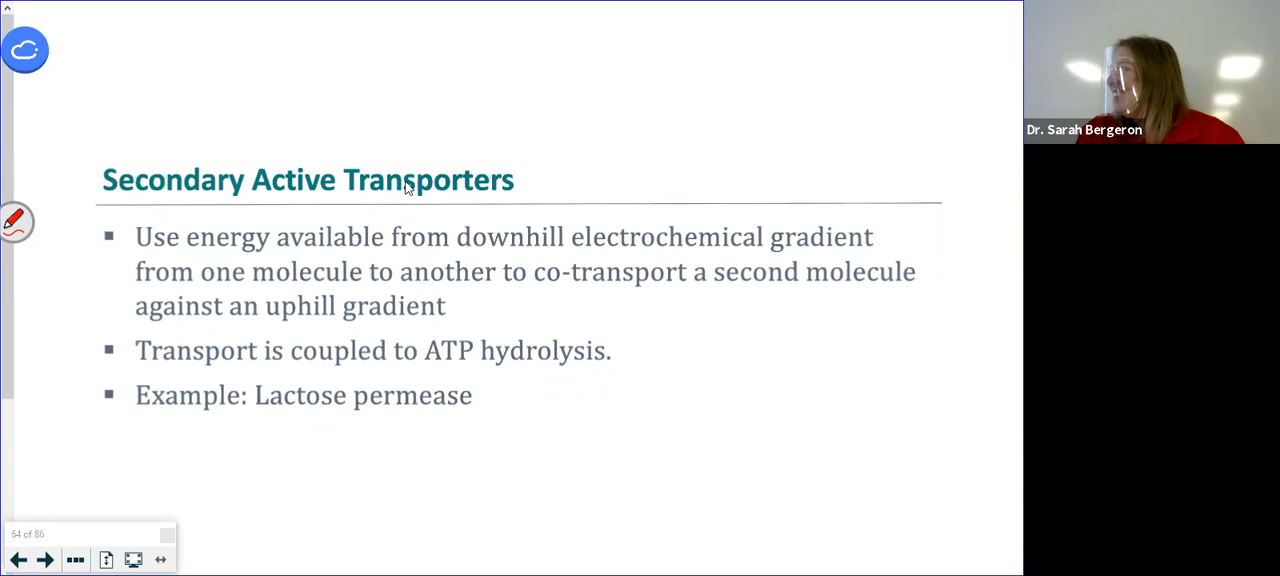 Secondary Active Transporters
▪ Use energy available from downhill electrochemical gradient
from one molecule to another to co-transport a second molecule
against an uphill gradient
▪ Transport is coupled to ATP hydrolysis.
▪ Example: Lactose permease
Dr. Sarah Bergeron
64 of 86